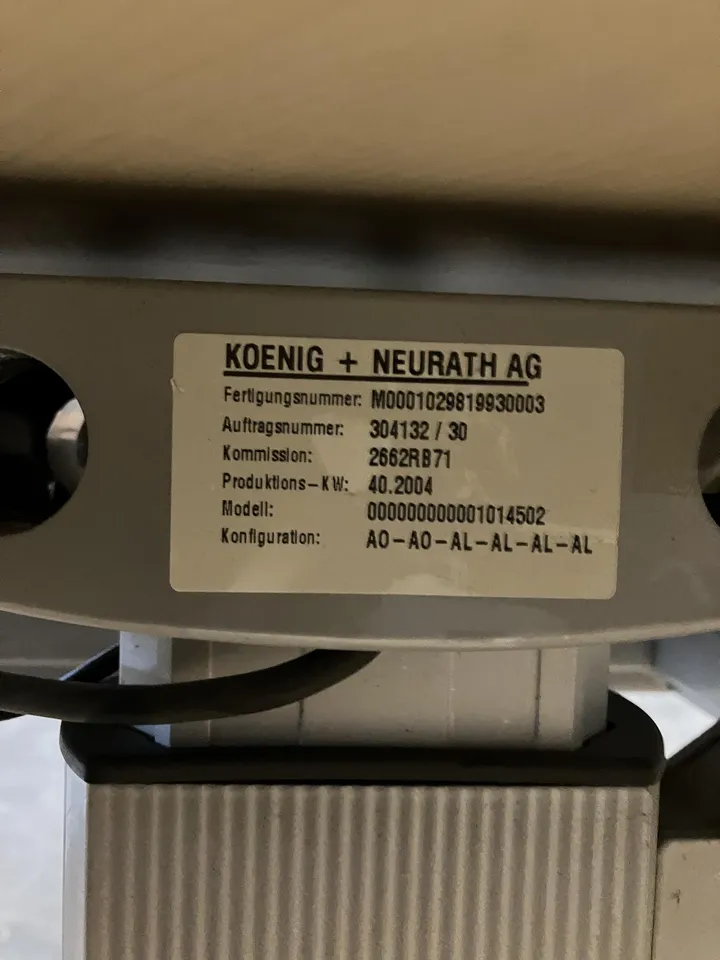 KOENIG + NEURATH AG
Fertigungsnummer: M0001029819930003
Auftragsnummer: 304132 / 30
Kommission: 2662RB71
Produktions-KW: 40.2004
Modell: 000000000001014502
Konfiguration: AO-AO-AL-AL-AL-AL